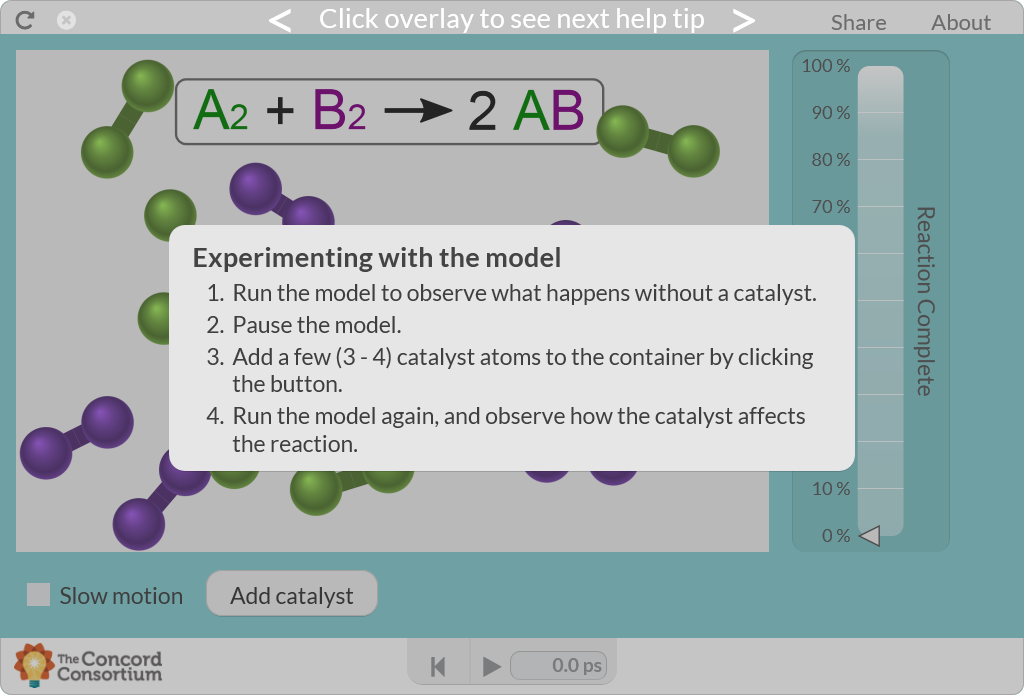 < Click overlay to see next help tip >
Share About
A2 + B2 → 2 AB
100 %
90 %
80 %
70 %
Reaction Complete
Experimenting with the model
1. Run the model to observe what happens without a catalyst.
2. Pause the model.
3. Add a few (3 - 4) catalyst atoms to the container by clicking
the button.
4. Run the model again, and observe how the catalyst affects
the reaction.
10 %
0 %
Slow motion
Add catalyst
The Concord
Consortium
0.0 ps